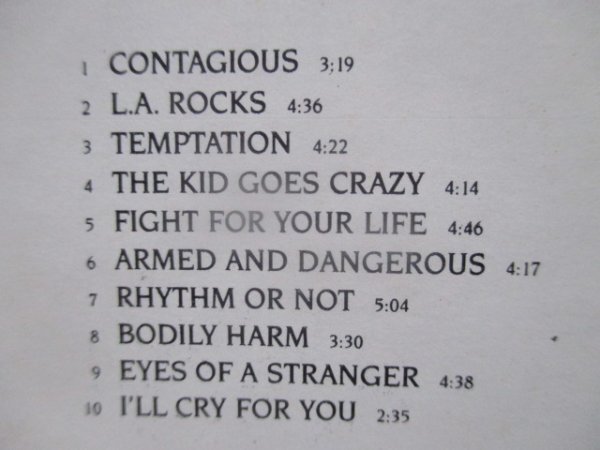 1 CONTAGIOUS 3:19
2 L.A. ROCKS 4:36
3 TEMPTATION 4:22
4 THE KID GOES CRAZY 4:14
5 FIGHT FOR YOUR LIFE 4:46
6 ARMED AND DANGEROUS 4:17
7 RHYTHM OR NOT 5:04
8 BODILY HARM 3:30
9 EYES OF A STRANGER 4:38
10 I'LL CRY FOR YOU 2:35